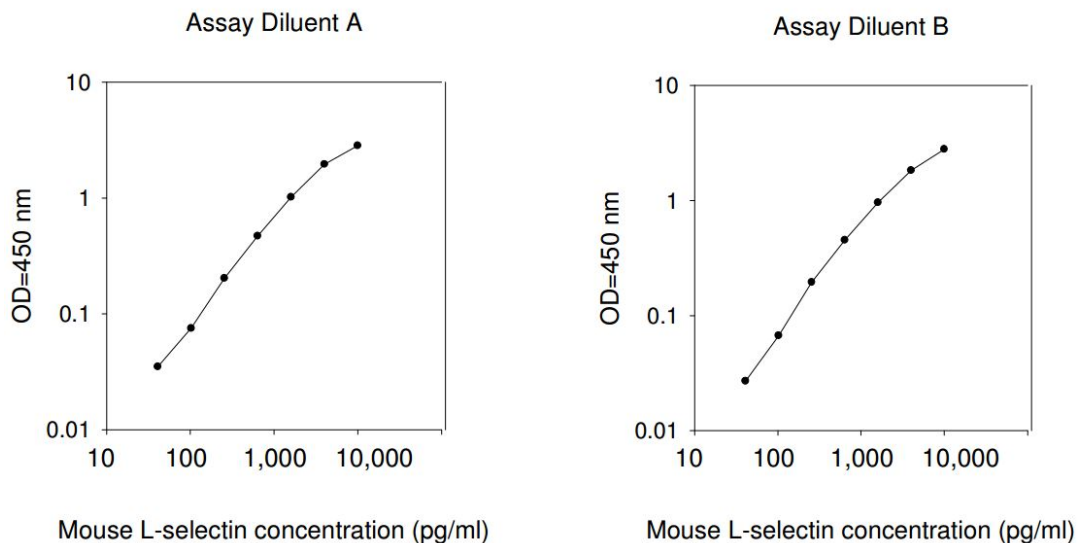 Assay Diluent A
10
1
0.1
0.01
OD=450 nm
10 100 1,000 10,000
Mouse L-selectin concentration (pg/ml)
Assay Diluent B
10
1
0.1
0.01
OD=450 nm
10 100 1,000 10,000
Mouse L-selectin concentration (pg/ml)